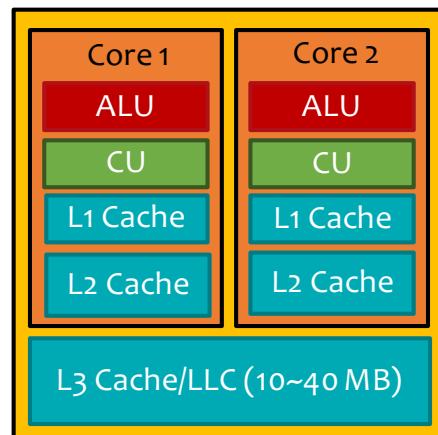 Core 1
ALU
CU
L1 Cache
L2 Cache
Core 2
ALU
CU
L1 Cache
L2 Cache
L3 Cache/LLC (10~40 MB)